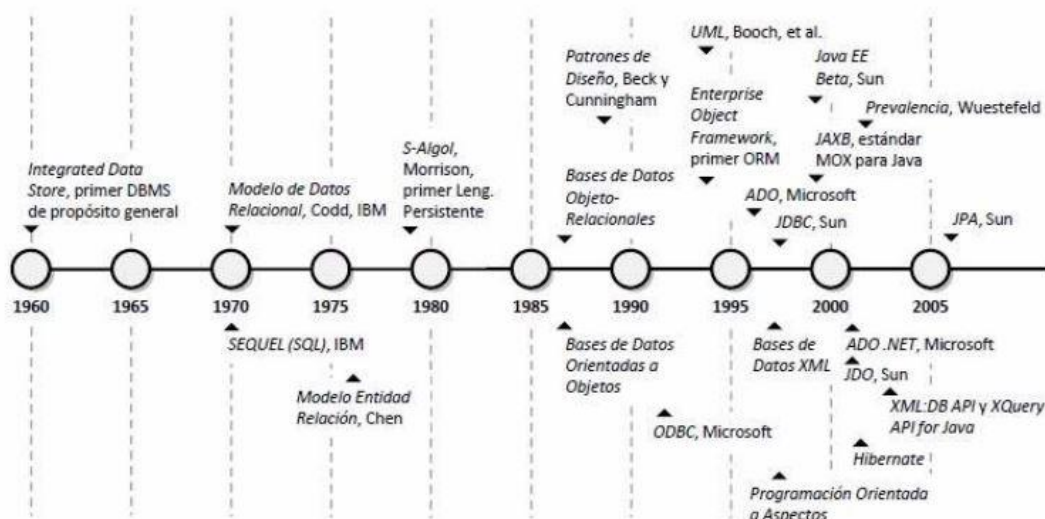 UML, Booch, et al.
Patrones de
Diseño, Beck y
Cunningham
Java EE
Beta, Sun
Enterprise
Object
Framework,
primer ORM
Prevalencia, Wuestefeld
JAXB, estándar
MOX para Java
S-Algol,
Morrison,
primer Leng.
Persistente
Integrated Data
Store, primer DBMS
de propósito general
Modelo de Datos
Relacional, Codd, IBM
Bases de Datos
Objeto-
Relacionales
ADO, Microsoft
JDBC, Sun
JPA, Sun
1960
1965
1970
1975
1980
1985
1990
1995
2000
2005
SEQUEL (SQL), IBM
Modelo Entidad
Relación, Chen
Bases de Datos
Orientadas a
Objetos
ODBC, Microsoft
Bases de
Datos XML
ADO .NET, Microsoft
JDO, Sun
XML:DB API y XQuery
API for Java
Hibernate
Programación Orientada
a Aspectos